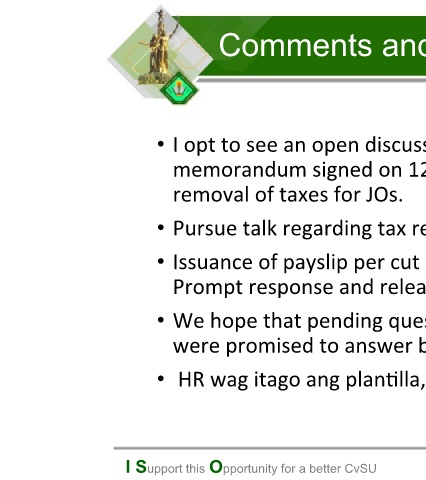 Comments and
• I opt to see an open discuss
memorandum signed on 12
removal of taxes for JOs.
• Pursue talk regarding tax re
• Issuance of payslip per cut
Prompt response and relea
• We hope that pending ques
were promised to answer b
• HR wag itago ang plantilla,
I Support this Opportunity for a better CvSU